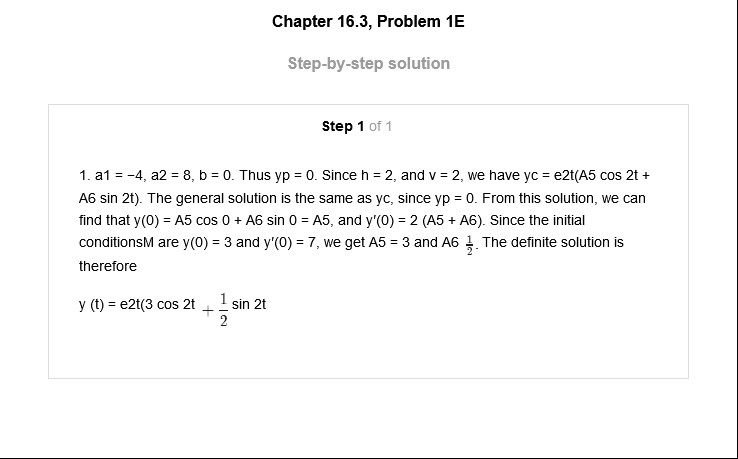 Chapter 16.3, Problem 1E
Step-by-step solution
Step 1 of 1
1. a1 = −4, a2 = 8, b = 0. Thus yp = 0. Since h = 2, and v = 2, we have yc = e2t(A5 cos 2t +
A6 sin 2t). The general solution is the same as yc, since yp = 0. From this solution, we can
find that y(0) = A5 cos 0 + A6 sin 0 = A5, and y′(0) = 2 (A5 + A6). Since the initial
conditionsM are y(0) = 3 and y′(0) = 7, we get A5 = 3 and A6 1/2. The definite solution is
therefore
y (t) = e2t(3 cos 2t + 1/2 sin 2t